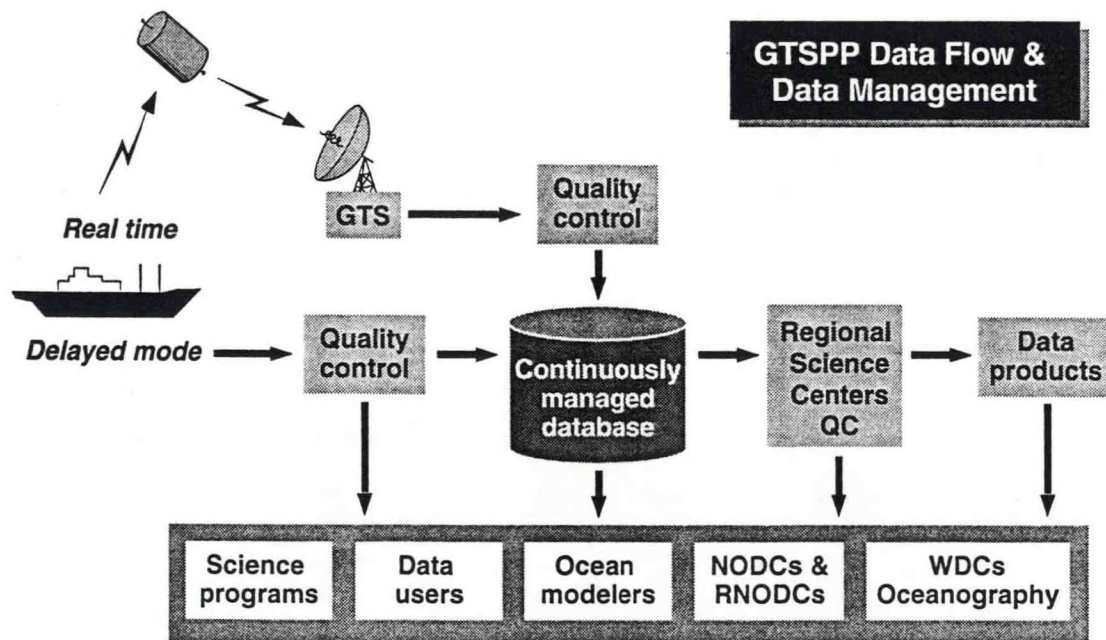 GTSPP Data Flow &
Data Management
Real time
GTS
Quality
control
Delayed mode
Quality
control
Continuously
managed
database
Regional
Science
Centers
QC
Data
products
Science
programs
Data
users
Ocean
modelers
NODCs &
RNODCs
WDCs
Oceanography